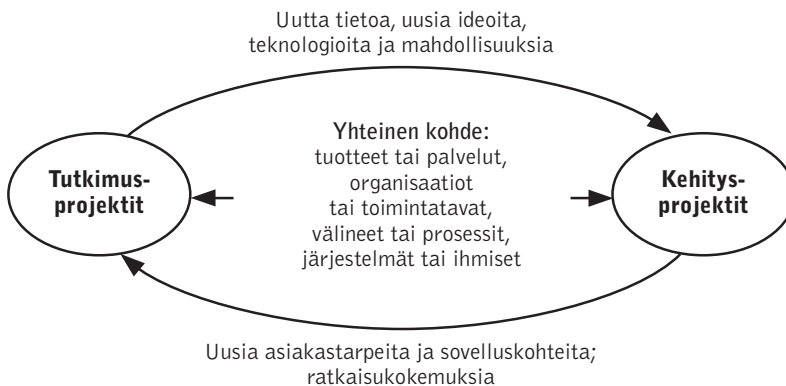 Uutta tietoa, uusia ideoita,
teknologioita ja mahdollisuuksia
Tutkimus-
projektit
Yhteinen kohde:
tuotteet tai palvelut,
organisaatiot
tai toimintatavat,
välineet tai prosessit,
järjestelmät tai ihmiset
Kehitys-
projektit
Uusia asiakastarpeita ja sovelluskohteita;
ratkaisukokemuksia